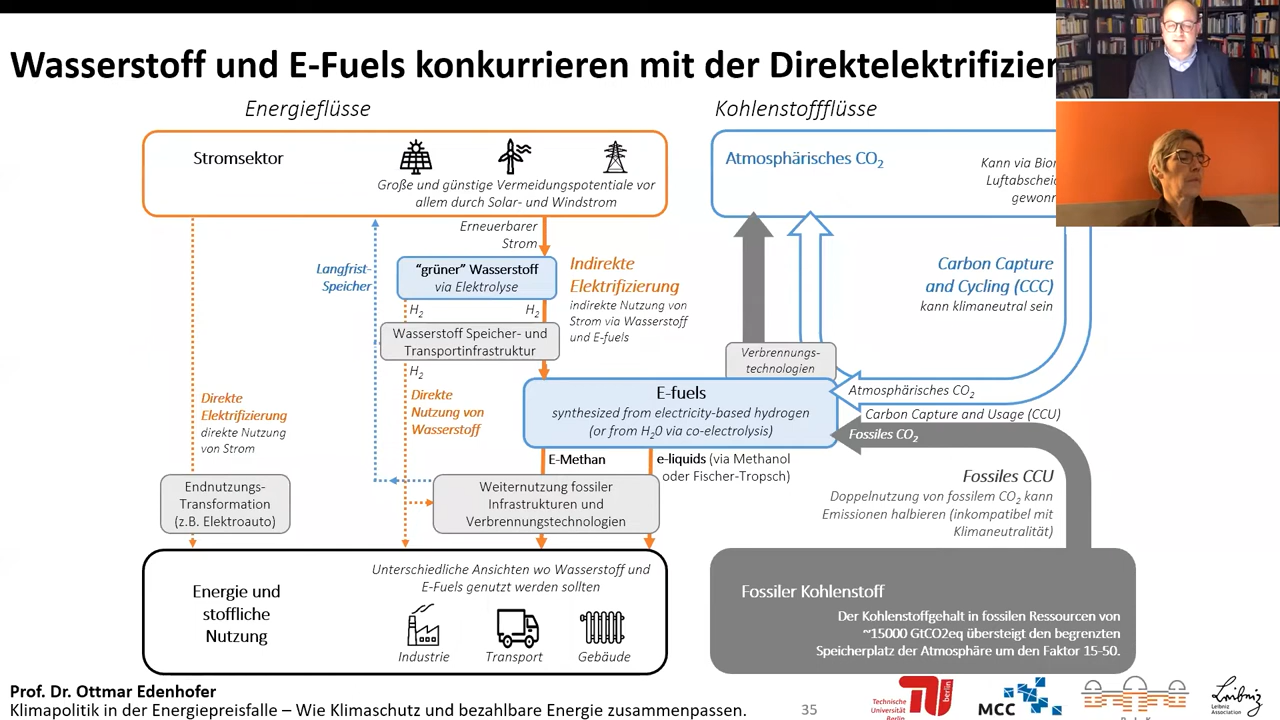 Wasserstoff und E-Fuels konkurrieren mit der Direktelektrifizier
Energieflüsse
Kohlenstoffflüsse
Stromsektor
Große und günstige Vermeidungspotentiale vor
allem durch Solar- und Windstrom
Atmosphärisches CO₂
Kann via Bior
Luftabscheid
gewonn
Erneuerbarer
Strom
Langfrist-
Speicher
“grüner” Wasserstoff
via Elektrolyse
Indirekte
Elektrifizierung
indirekte Nutzung von
Strom via Wasserstoff
und E-fuels
H₂
H₂
Wasserstoff Speicher- und
Transportinfrastruktur
H₂
Carbon Capture
and Cycling (CCC)
kann klimaneutral sein
Verbrennungs-
technologien
Direkte
Elektrifizierung
direkte Nutzung
von Strom
Direkte
Nutzung von
Wasserstoff
E-fuels
synthesized from electricity-based hydrogen
(or from H₂0 via co-electrolysis)
Atmosphärisches CO₂
Carbon Capture and Usage (CCU)
Fossiles CO₂
E-Methan
e-liquids (via Methanol
oder Fischer-Tropsch)
Endnutzungs-
Transformation
(z.B. Elektroauto)
Weiternutzung fossiler
Infrastrukturen und
Verbrennungstechnologien
Fossiles CCU
Doppelnutzung von fossilem CO₂ kann
Emissionen halbieren (inkompatibel mit
Klimaneutralität)
Energie und
stoffliche
Nutzung
Unterschiedliche Ansichten wo Wasserstoff und
E-Fuels genutzt werden sollten
Industrie
Transport
Gebäude
Fossiler Kohlenstoff
Der Kohlenstoffgehalt in fossilen Ressourcen von
~15000 GtCO2eq übersteigt den begrenzten
Speicherplatz der Atmosphäre um den Faktor 15-50.
Prof. Dr. Ottmar Edenhofer
Klimapolitik in der Energiepreisfalle – Wie Klimaschutz und bezahlbare Energie zusammenpassen.
35
Technische
Universität
Berlin
berlin
MCC
Leibniz
Leibniz
Association